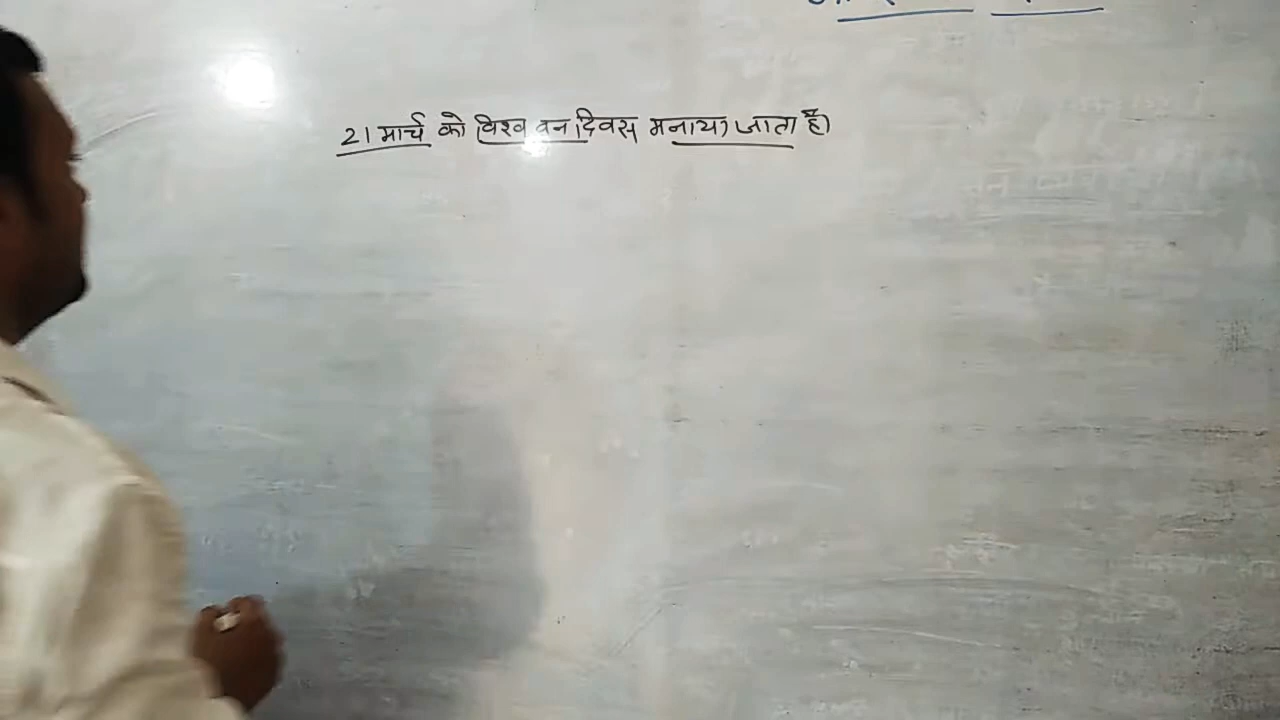 21 मार्च को विश्व वन दिवस मनाया जाता है।